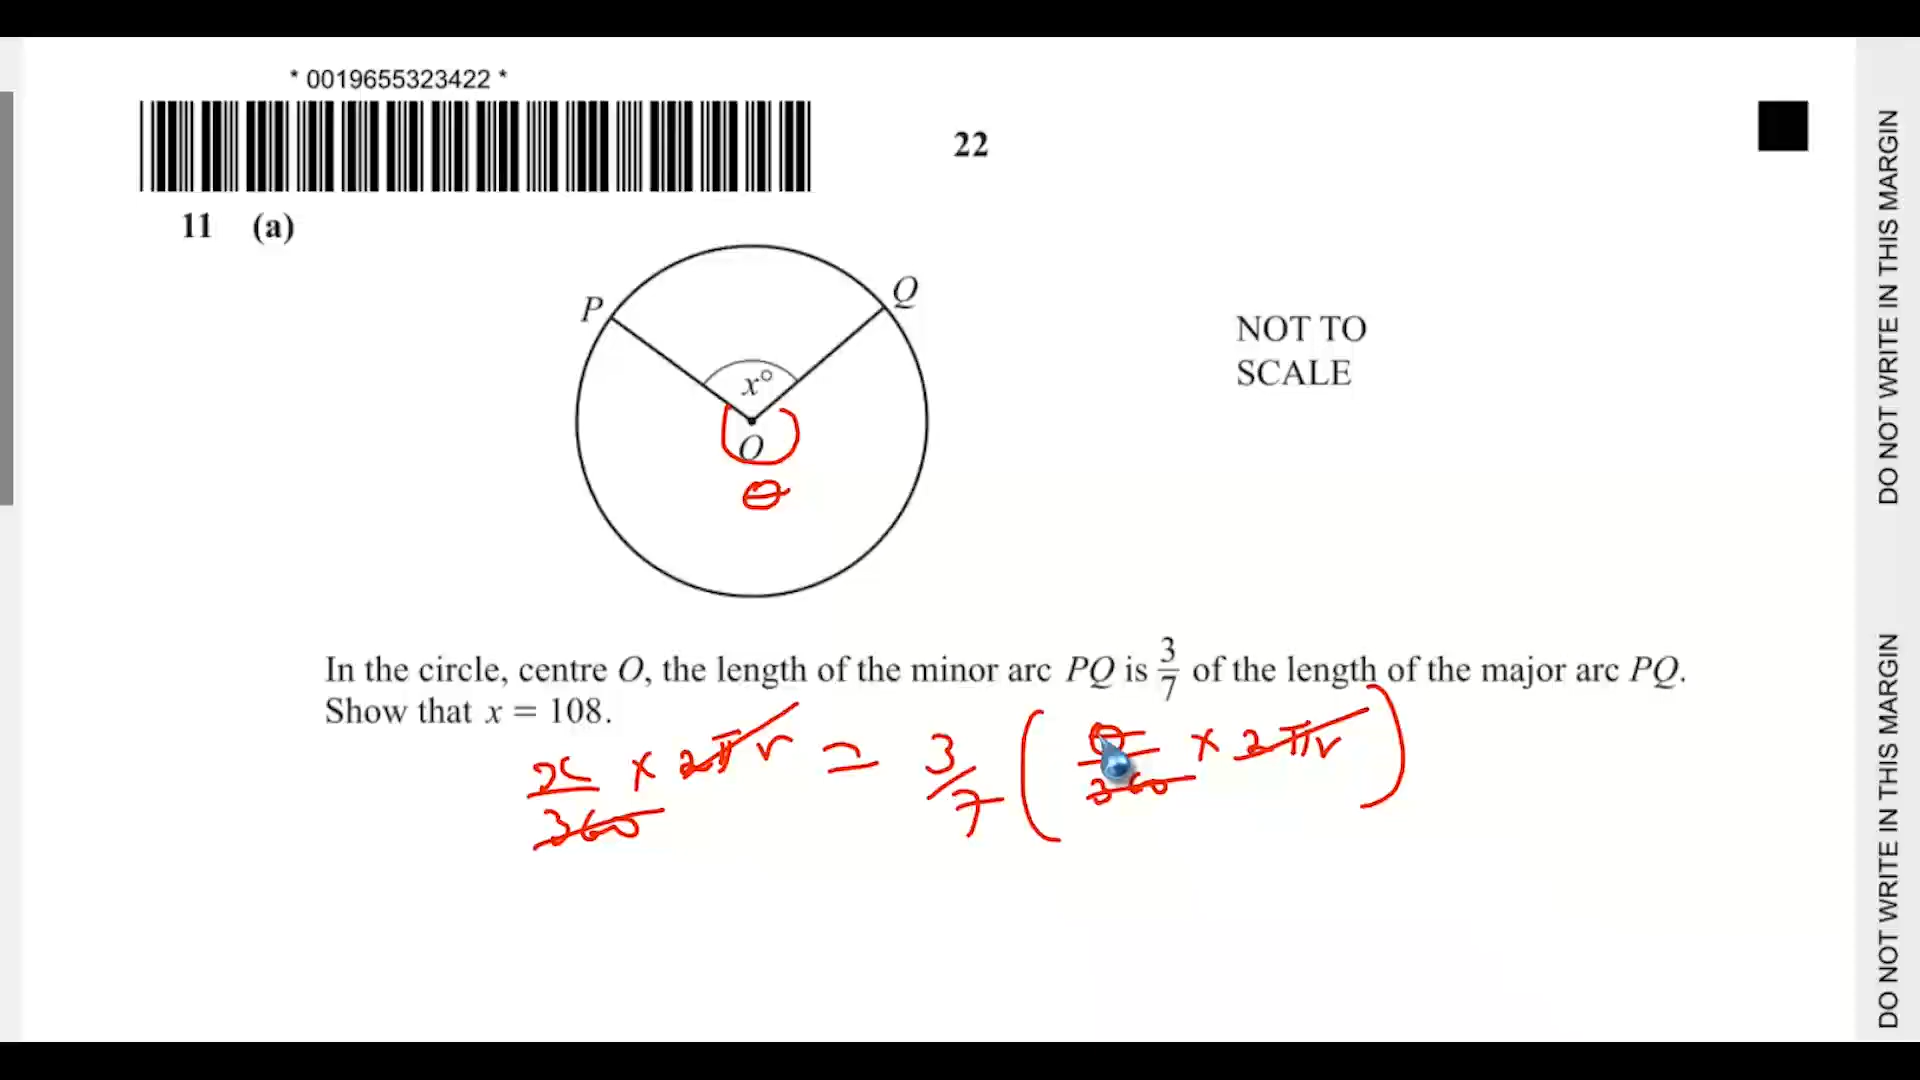 * 0019655323422 *
22
11 (a)
P
Q
x°
O
θ
NOT TO
SCALE
In the circle, centre O, the length of the minor arc PQ is 3/7 of the length of the major arc PQ.
Show that x = 108.
x/360 × 2πr = 3/7 (θ/360 × 2πr)
DO NOT WRITE IN THIS MARGIN
DO NOT WRITE IN THIS MARGIN